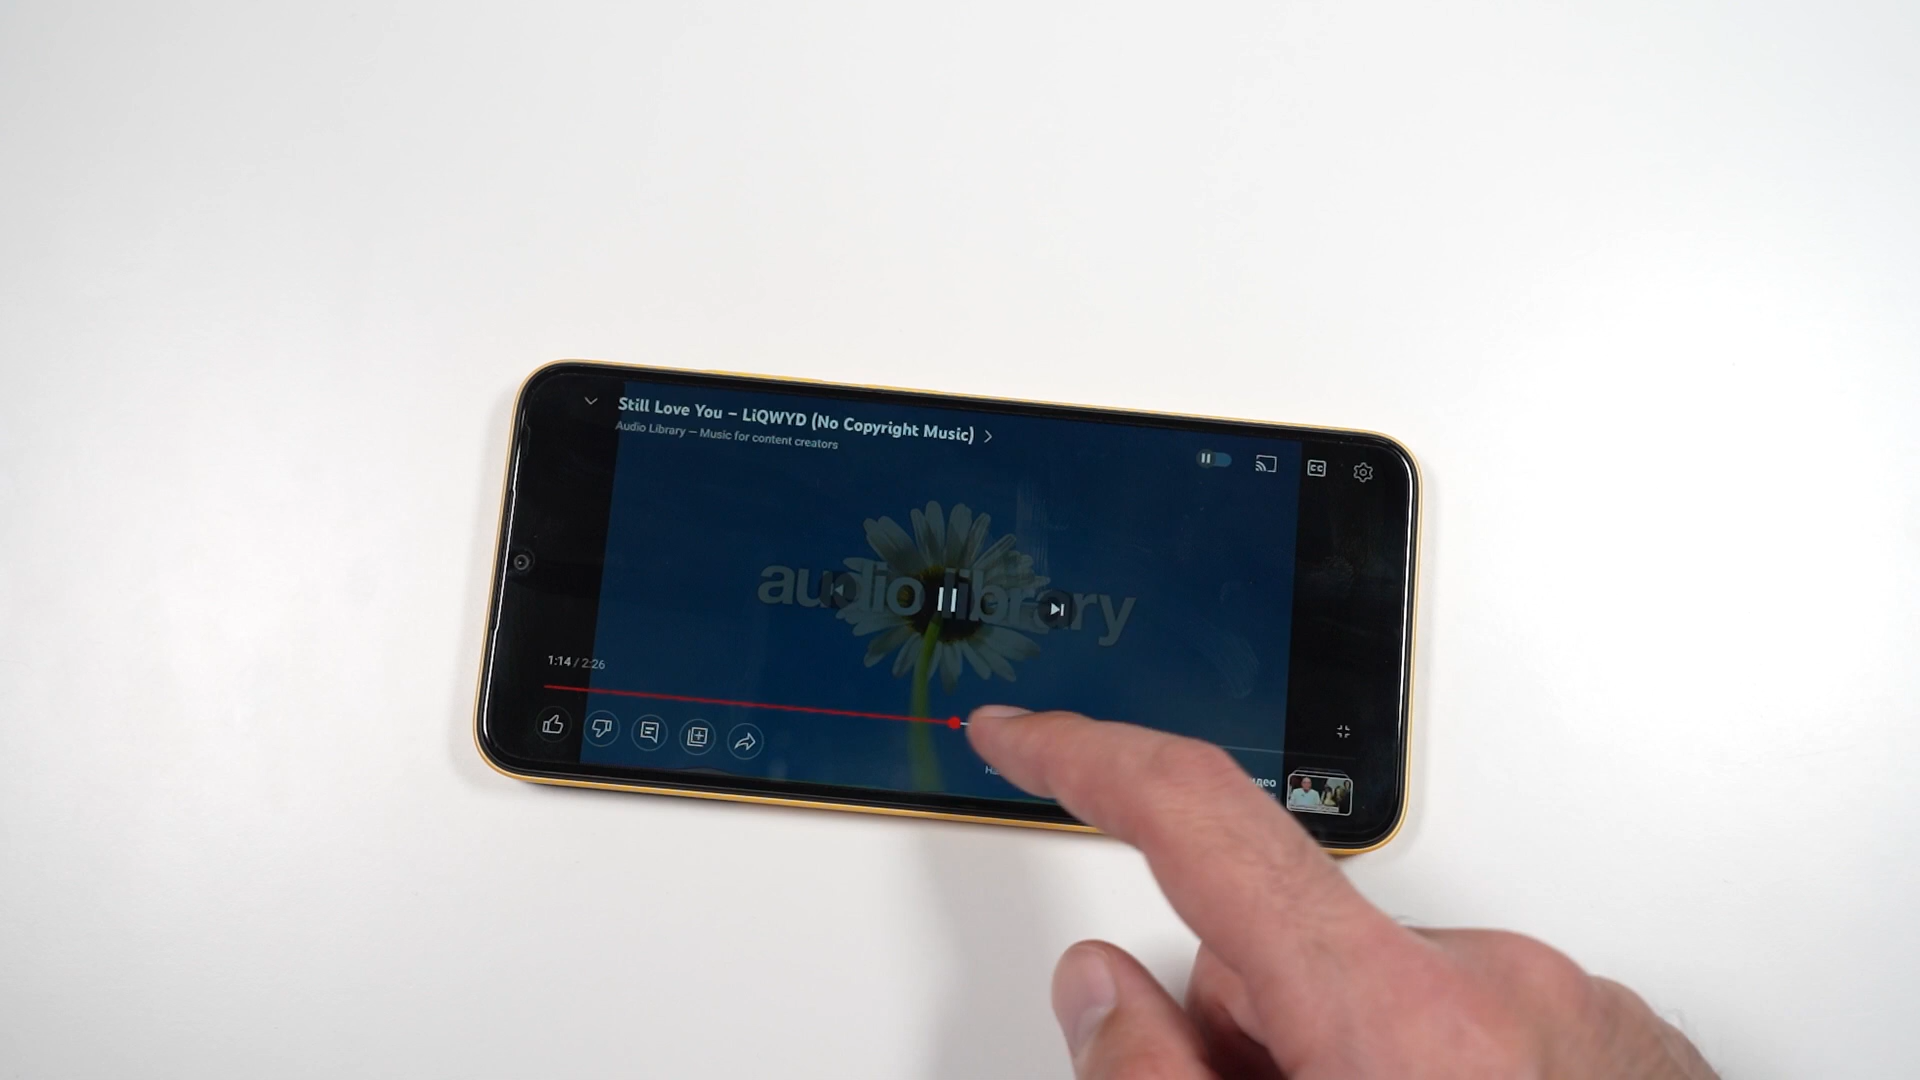 Still Love You – LiQWYD (No Copyright Music)
Audio Library — Music for content creators
CC
audio library
1:14 / 2:26